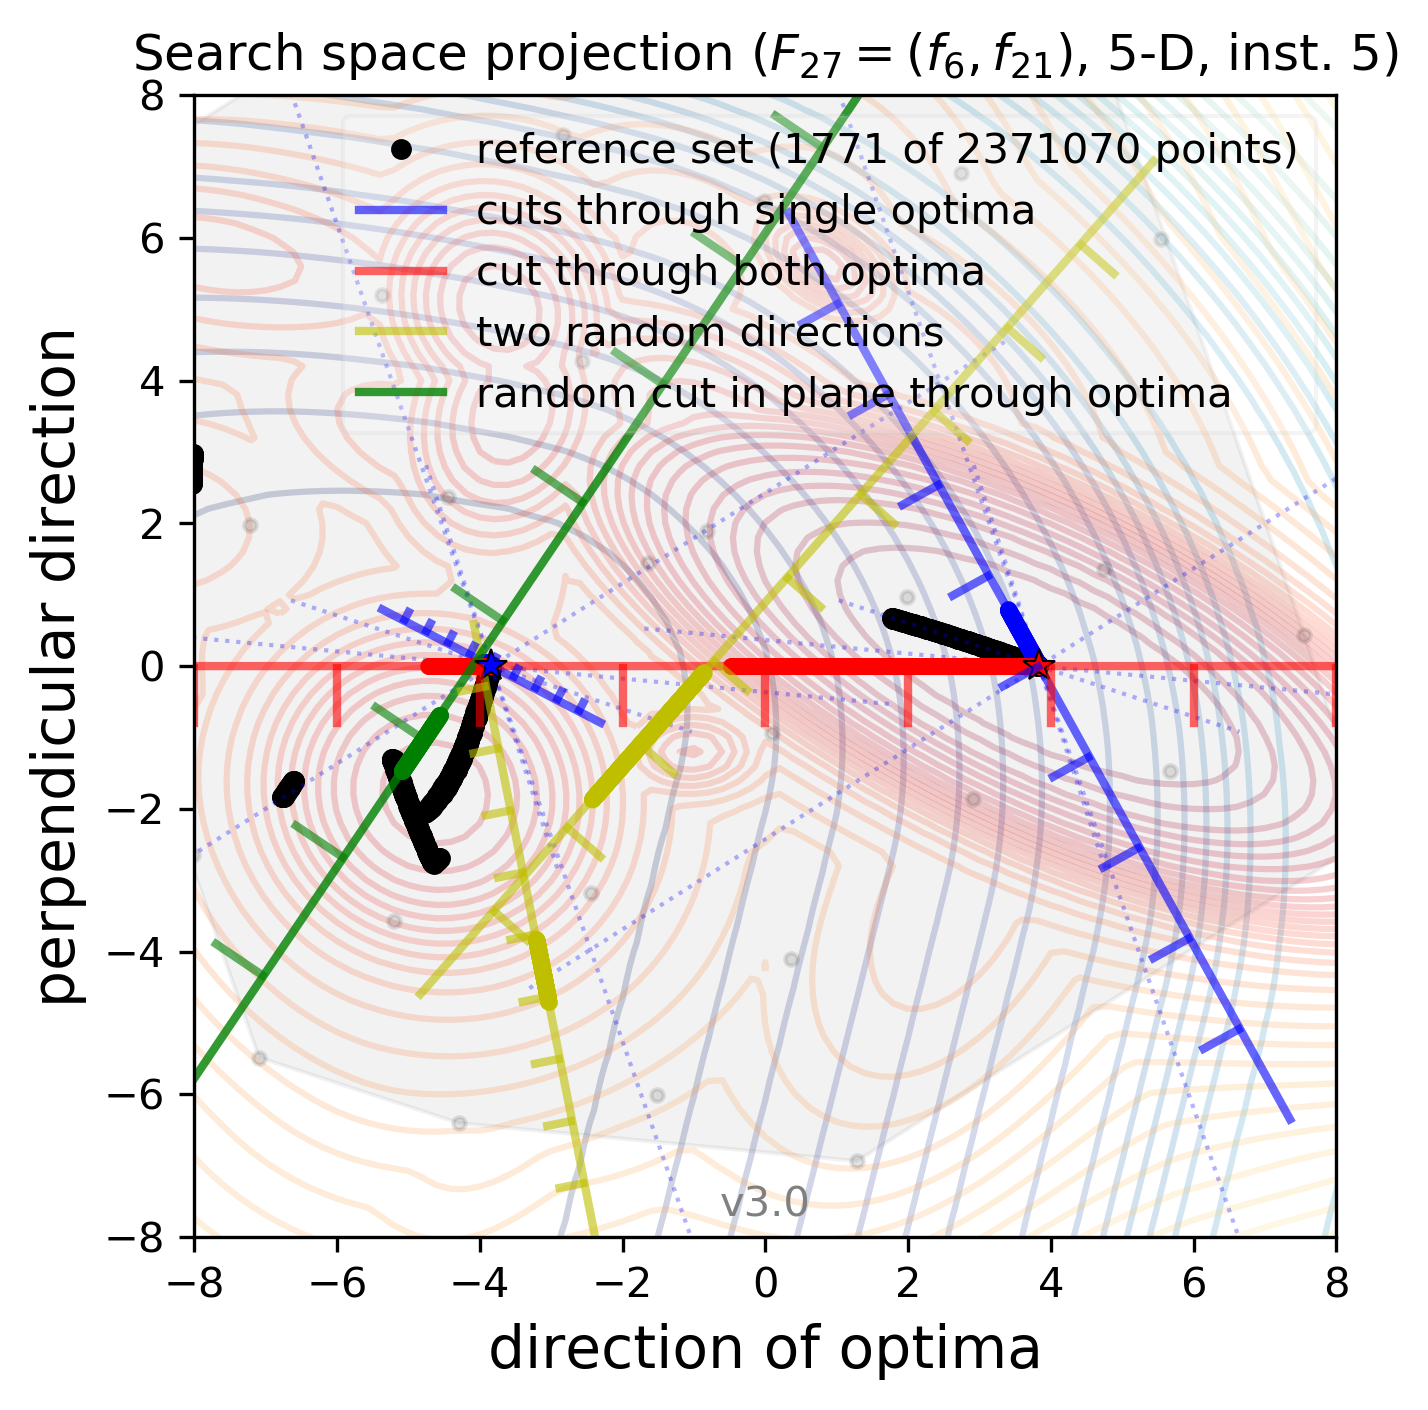 Search space projection (F₂₇ = (f₆, f₂₁), 5-D, inst. 5)
reference set (1771 of 2371070 points)
cuts through single optima
cut through both optima
two random directions
random cut in plane through optima
8
6
4
2
0
−2
−4
−6
−8
perpendicular direction
v3.0
−8 −6 −4 −2 0 2 4 6 8
direction of optima